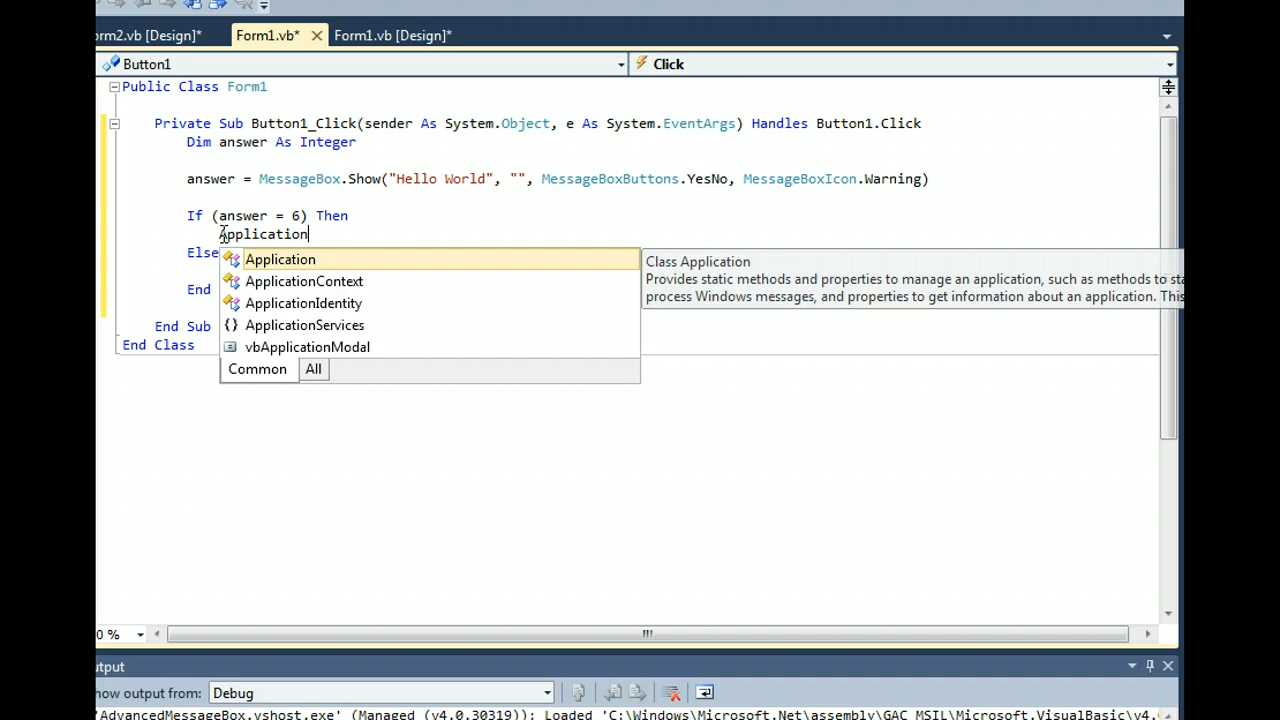 orm2.vb [Design]* Form1.vb* Form1.vb [Design]*
Button1 Click
Public Class Form1
Private Sub Button1_Click(sender As System.Object, e As System.EventArgs) Handles Button1.Click
Dim answer As Integer
answer = MessageBox.Show("Hello World", "", MessageBoxButtons.YesNo, MessageBoxIcon.Warning)
If (answer = 6) Then
Application
Else
End
End Sub
End Class
Application
ApplicationContext
ApplicationIdentity
ApplicationServices
vbApplicationModal
Common All
Class Application
Provides static methods and properties to manage an application, such as methods to sta
process Windows messages, and properties to get information about an application. This
0 %
utput
how output from: Debug
'AdvancedMessageBox.vshost.exe' (Managed (v4.0.30319)): Loaded 'C:\Windows\Microsoft.Net\assembly\GAC_MSIL\Microsoft.VisualBasic\v4.